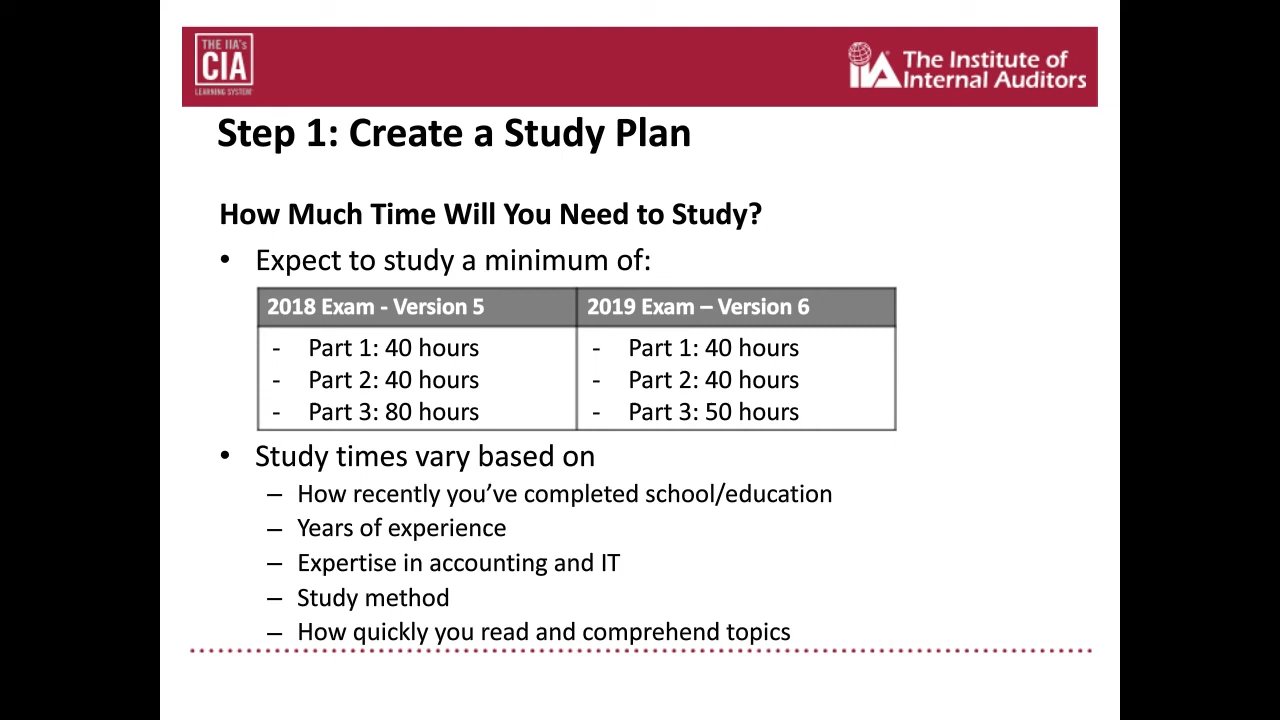 THE IIA's
CIA
LEARNING SYSTEM®
IIA® The Institute of
Internal Auditors
Step 1: Create a Study Plan
How Much Time Will You Need to Study?
• Expect to study a minimum of:
2018 Exam - Version 5
2019 Exam – Version 6
- Part 1: 40 hours
- Part 2: 40 hours
- Part 3: 80 hours
- Part 1: 40 hours
- Part 2: 40 hours
- Part 3: 50 hours
• Study times vary based on
– How recently you’ve completed school/education
– Years of experience
– Expertise in accounting and IT
– Study method
– How quickly you read and comprehend topics